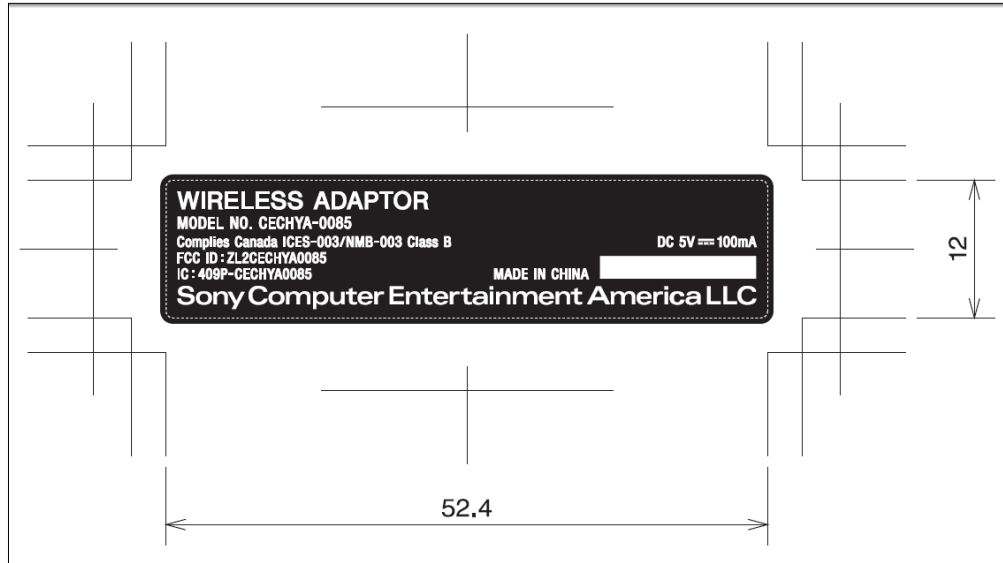 WIRELESS ADAPTOR
MODEL NO. CECHYA-0085
Complies Canada ICES-003/NMB-003 Class B
DC 5V ⎓ 100mA
FCC ID : ZL2CECHYA0085
IC : 409P-CECHYA0085
MADE IN CHINA
Sony Computer Entertainment America LLC
12
52.4